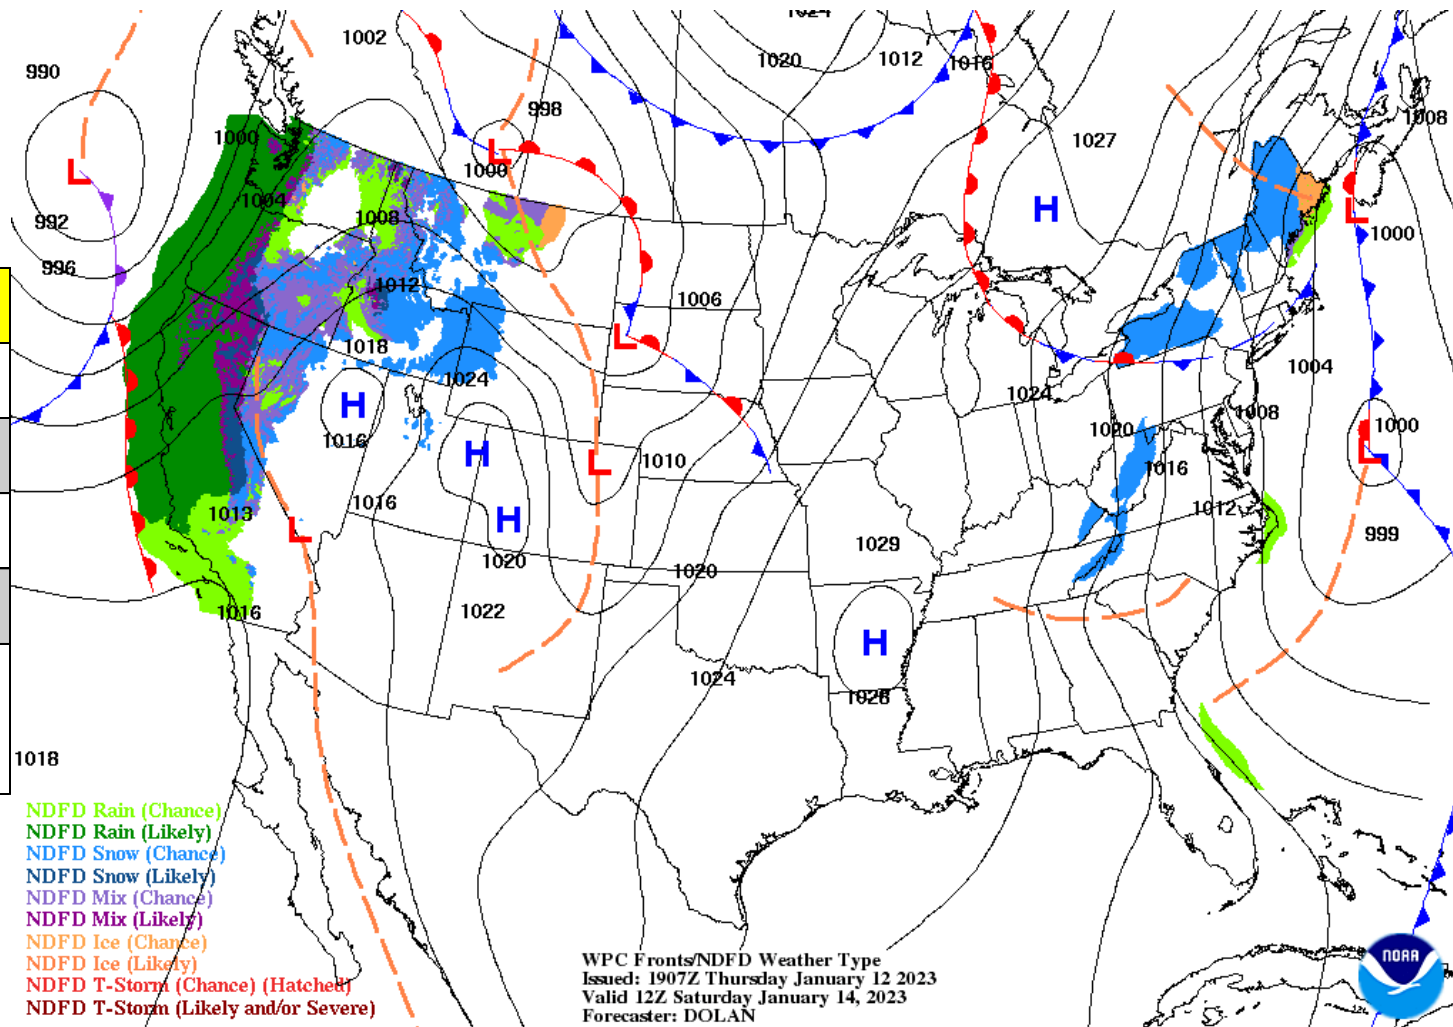 1024
1002
1020
1012
1016
990
998
1008
1000
1027
1000
1004
1008
992
1000
996
1012
1006
1018
1004
1024
1024
1008
1016
1020
1000
1010
1016
1016
1013
1012
999
1029
1020
1020
1022
1016
1024
1028
1018
L
L
H
L
L
H
H
L
L
H
L
H
NDFD Rain (Chance)
NDFD Rain (Likely)
NDFD Snow (Chance)
NDFD Snow (Likely)
NDFD Mix (Chance)
NDFD Mix (Likely)
NDFD Ice (Chance)
NDFD Ice (Likely)
NDFD T-Storm (Chance) (Hatched)
NDFD T-Storm (Likely and/or Severe)
WPC Fronts/NDFD Weather Type
Issued: 1907Z Thursday January 12 2023
Valid 12Z Saturday January 14, 2023
Forecaster: DOLAN
NOAA